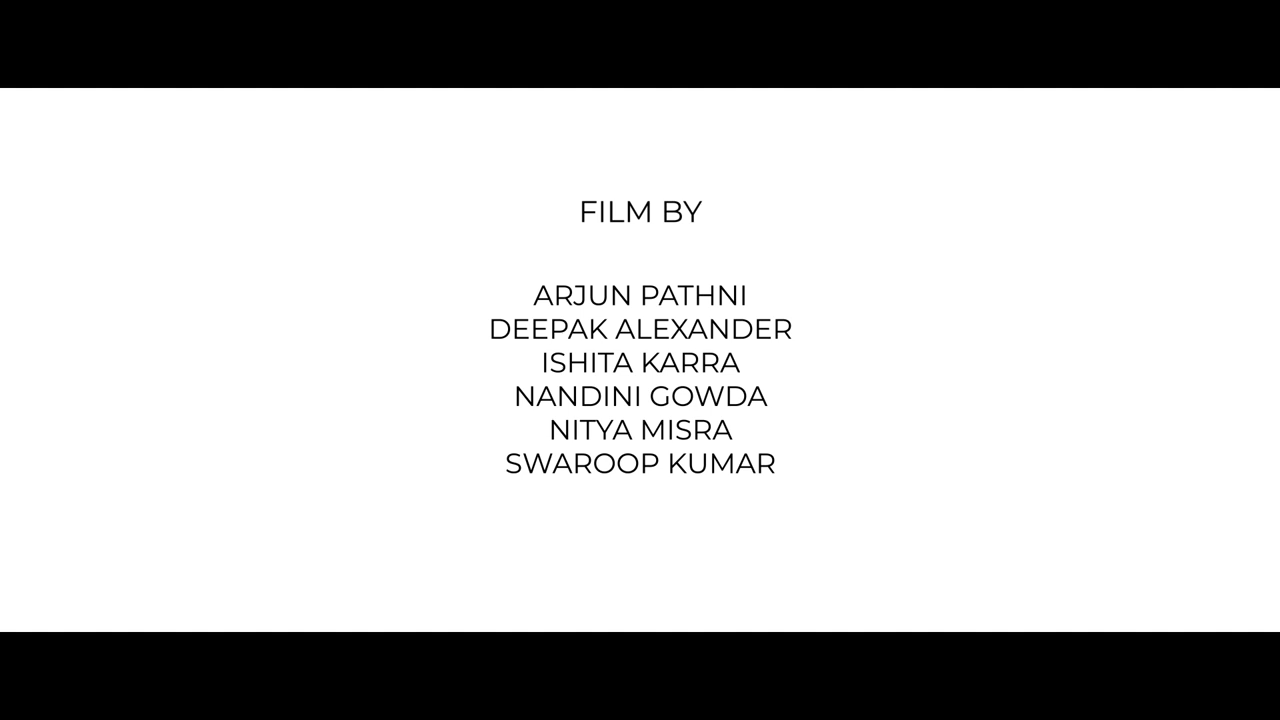 FILM BY
ARJUN PATHNI
DEEPAK ALEXANDER
ISHITA KARRA
NANDINI GOWDA
NITYA MISRA
SWAROOP KUMAR